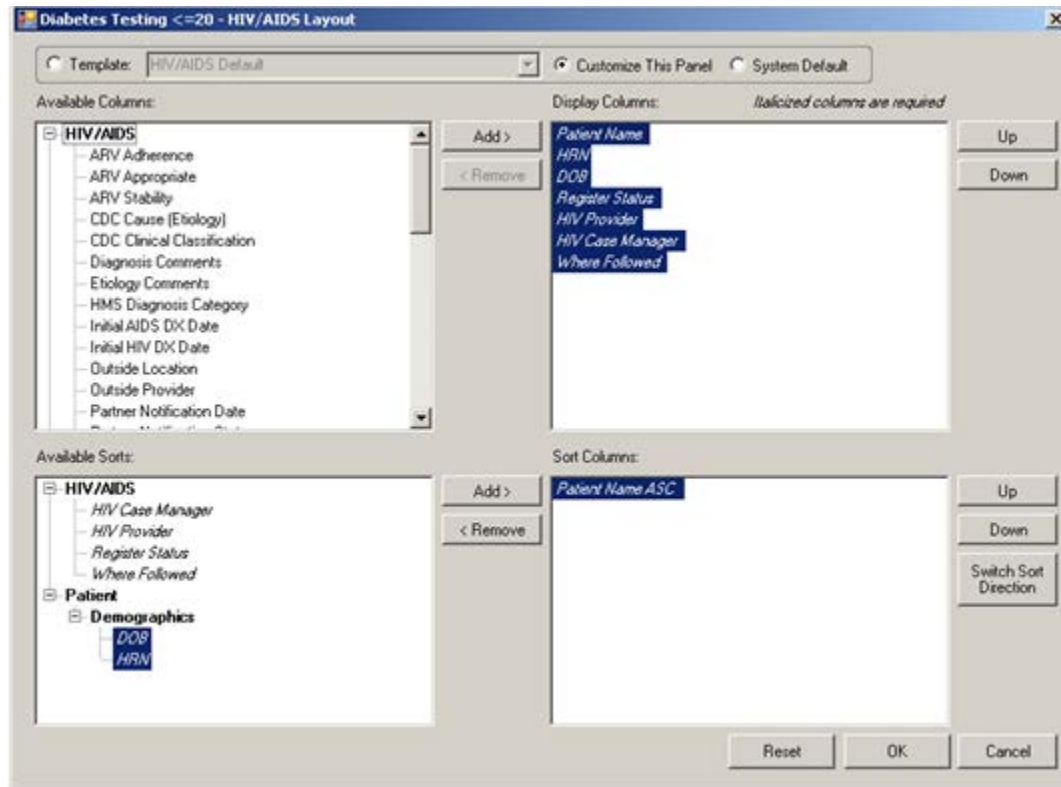 Diabetes Testing <=20 - HIV/AIDS Layout
Template: HIV/AIDS Default Customize This Panel System Default
Available Columns:
HIV/AIDS
ARV Adherence
ARV Appropriate
ARV Stability
CDC Cause (Etiology)
CDC Clinical Classification
Diagnosis Comments
Etiology Comments
HMS Diagnosis Category
Initial AIDS DX Date
Initial HIV DX Date
Outside Location
Outside Provider
Partner Notification Date
Add >
< Remove
Display Columns: Italicized columns are required
Patient Name
HRN
DOB
Register Status
HIV Provider
HIV Case Manager
Where Followed
Up
Down
Available Sorts:
HIV/AIDS
HIV Case Manager
HIV Provider
Register Status
Where Followed
Patient
Demographics
DOB
HRN
Add >
< Remove
Sort Columns:
Patient Name ASC
Up
Down
Switch Sort
Direction
Reset OK Cancel